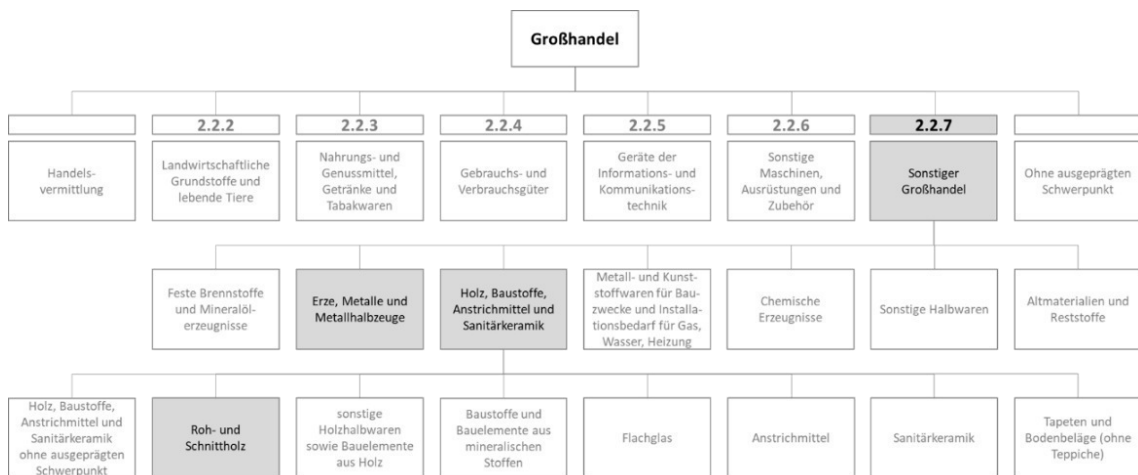 Großhandel
2.2.2
2.2.3
2.2.4
2.2.5
2.2.6
2.2.7
Handels-
vermittlung
Landwirtschaftliche
Grundstoffe und
lebende Tiere
Nahrungs- und
Genussmittel,
Getränke und
Tabakwaren
Gebrauchs- und
Verbrauchsgüter
Geräte der
Informations- und
Kommunikations-
technik
Sonstige
Maschinen,
Ausrüstungen und
Zubehör
Sonstiger
Großhandel
Ohne ausgeprägten
Schwerpunkt
Feste Brennstoffe
und Mineralöl-
erzeugnisse
Erze, Metalle und
Metallhalbzeuge
Holz, Baustoffe,
Anstrichmittel und
Sanitärkeramik
Metall- und Kunst-
stoffwaren für Bau-
zwecke und Installa-
tionsbedarf für Gas,
Wasser, Heizung
Chemische
Erzeugnisse
Sonstige Halbwaren
Altmaterialien und
Reststoffe
Holz, Baustoffe,
Anstrichmittel und
Sanitärkeramik
ohne ausgeprägten
Schwerpunkt
Roh- und
Schnittholz
sonstige
Holzhalbwaren
sowie Bauelemente
aus Holz
Baustoffe und
Bauelemente aus
mineralischen
Stoffen
Flachglas
Anstrichmittel
Sanitärkeramik
Tapeten und
Bodenbeläge (ohne
Teppiche)